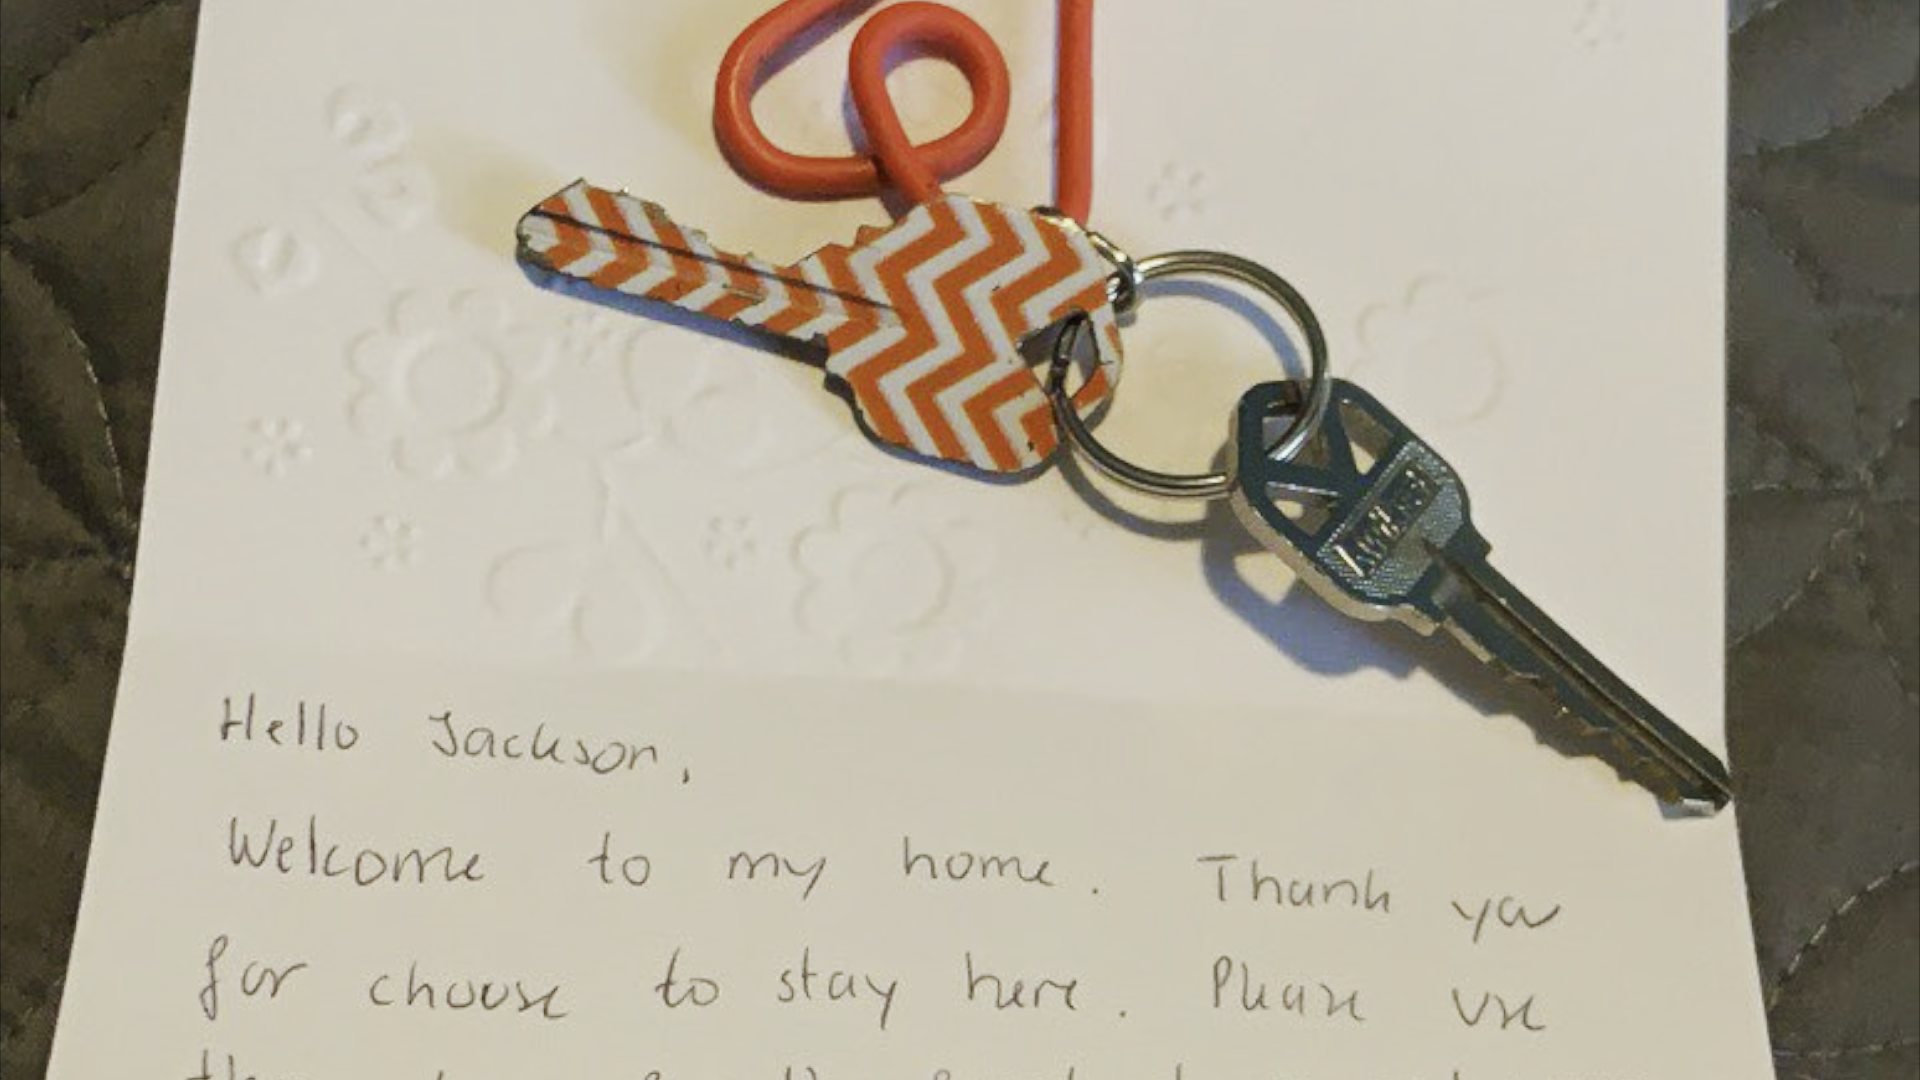 Hello Jackson,
Welcome to my home. Thank you
for choose to stay here. Please use